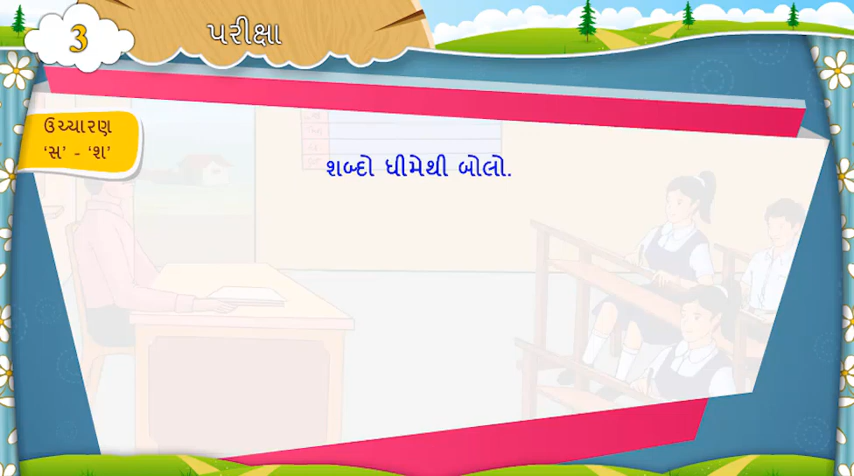 3
પરીક્ષા
ઉચ્ચારણ
‘સ’ - ‘શ’
શબ્દો ધીમેથી બોલો.